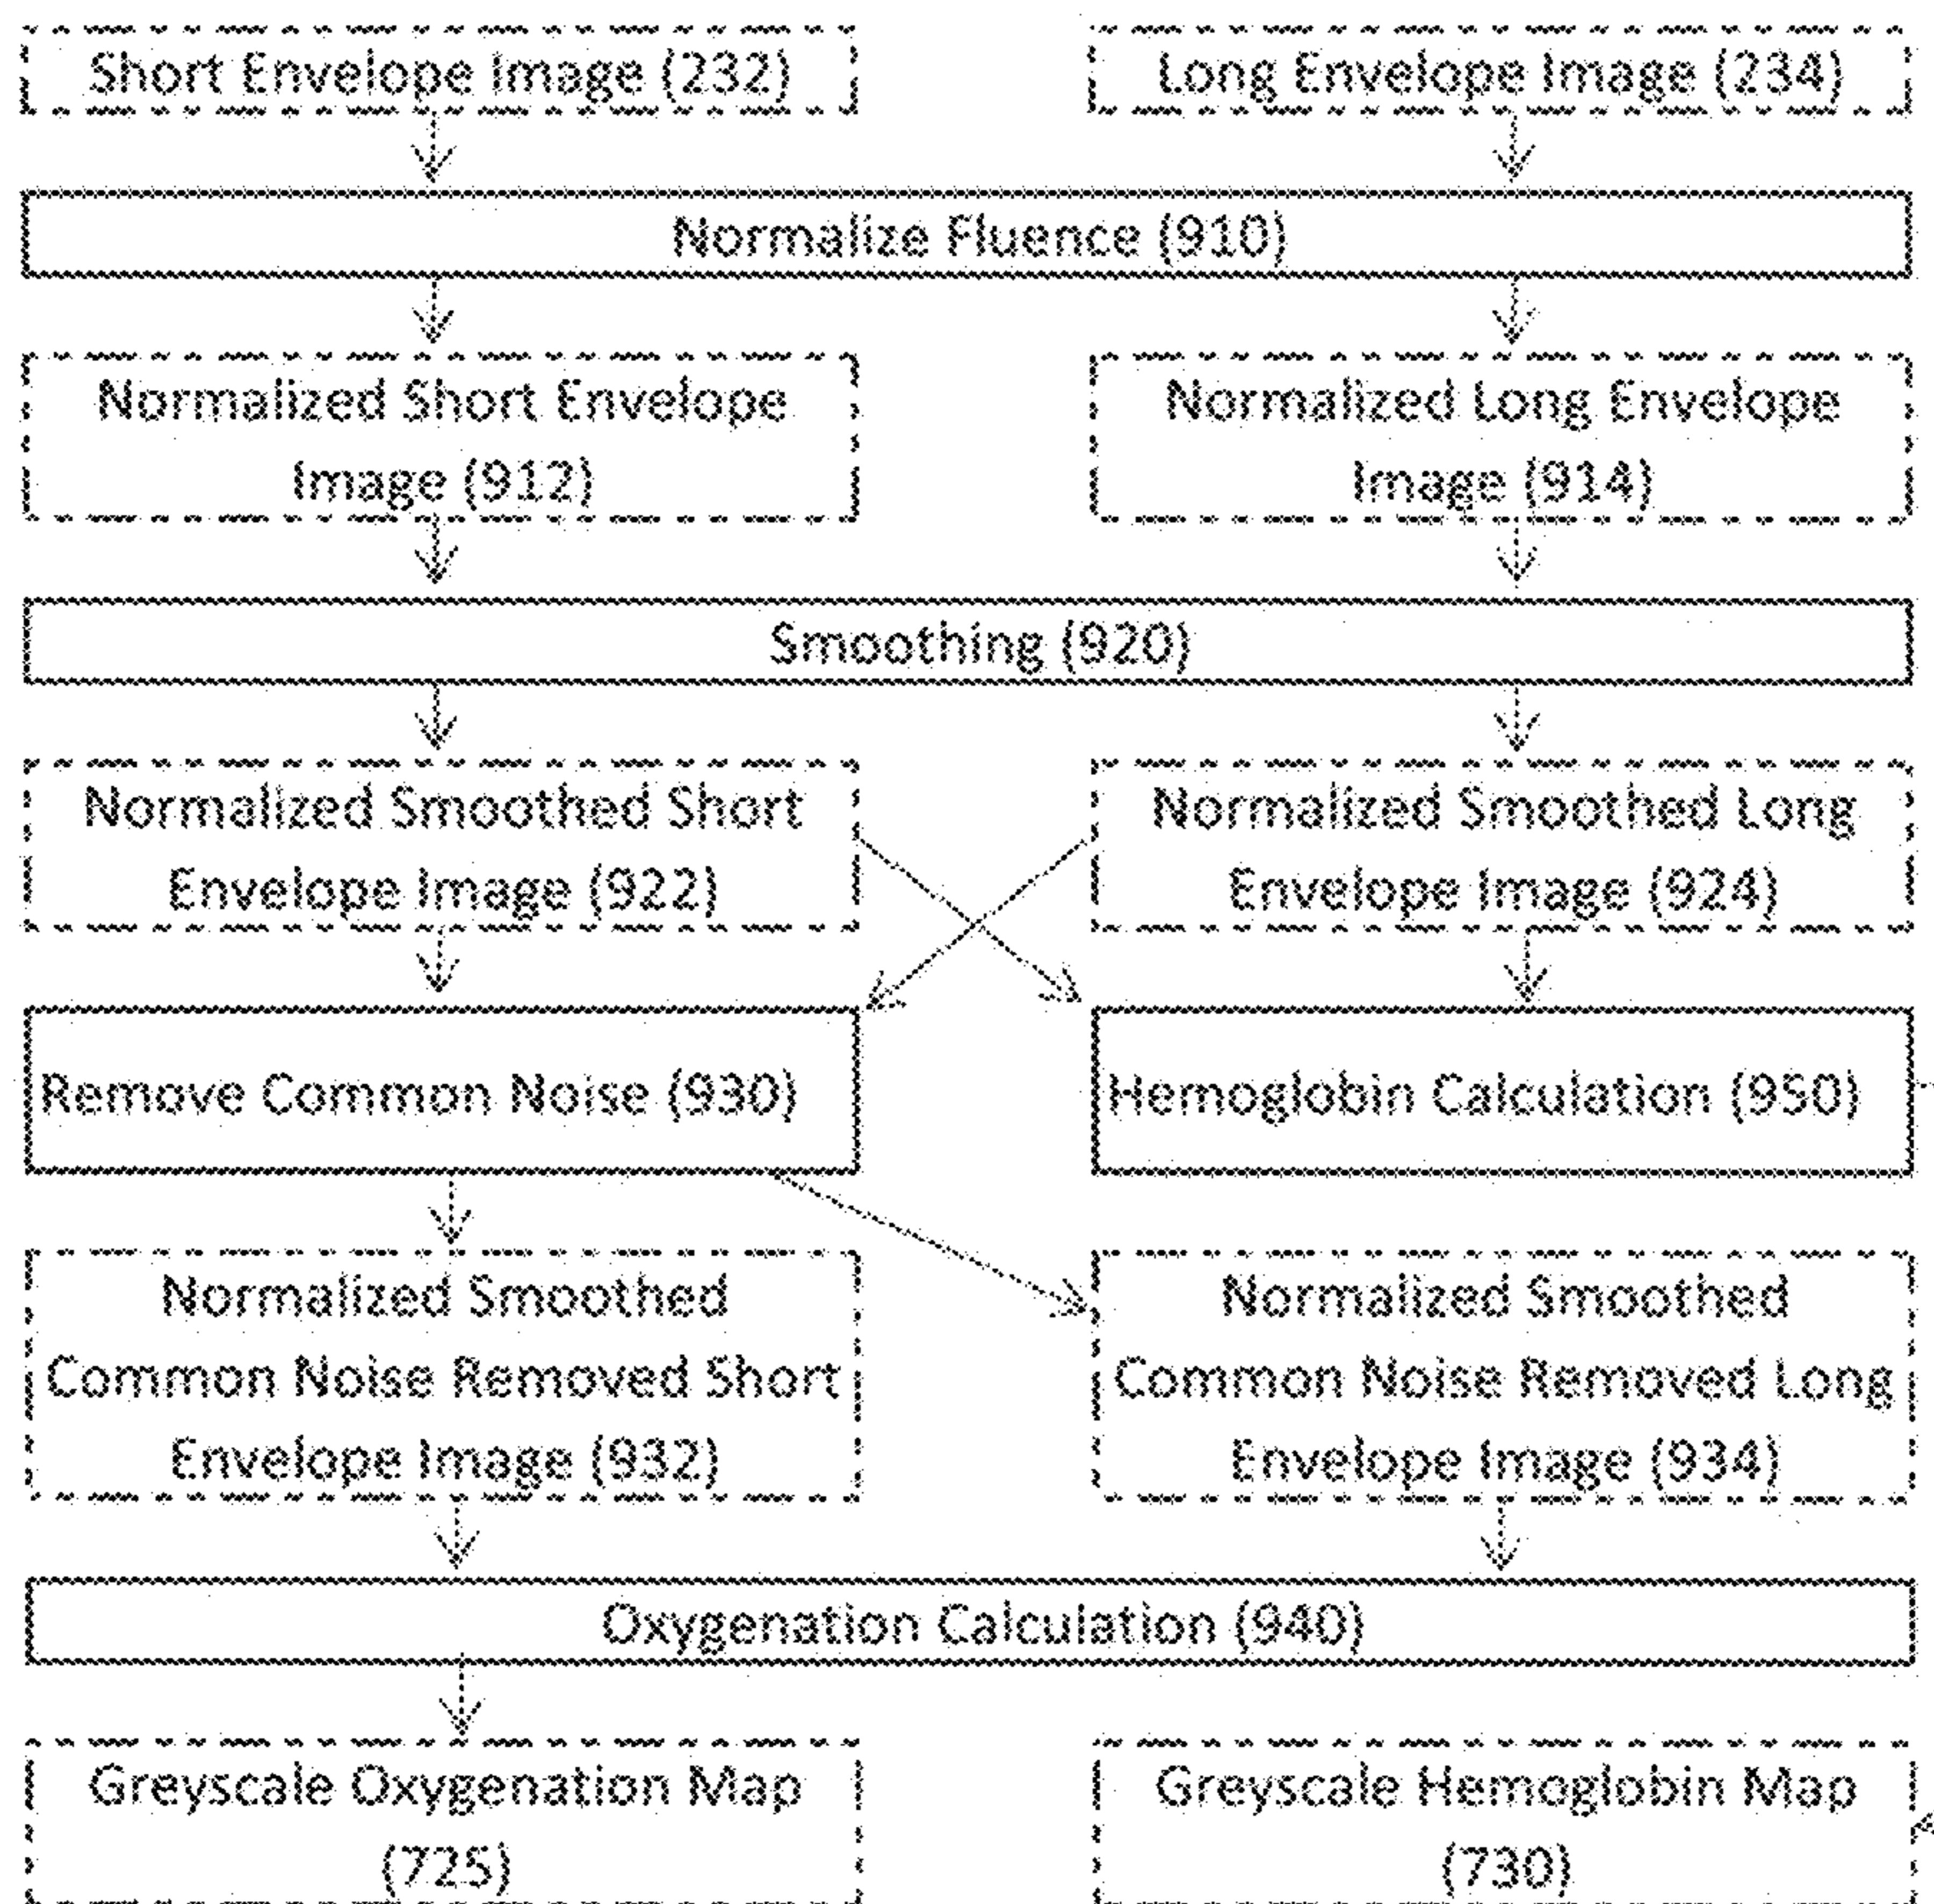 Short Envelope Image (232)
Long Envelope Image (234)
Normalize Fluence (910)
Normalized Short Envelope
Image (912)
Normalized Long Envelope
Image (914)
Smoothing (920)
Normalized Smoothed Short
Envelope Image (922)
Normalized Smoothed Long
Envelope Image (924)
Remove Common Noise (930)
Hemoglobin Calculation (950)
Normalized Smoothed
Common Noise Removed Short
Envelope Image (932)
Normalized Smoothed
Common Noise Removed Long
Envelope Image (934)
Oxygenation Calculation (940)
Greyscale Oxygenation Map
(725)
Greyscale Hemoglobin Map
(730)